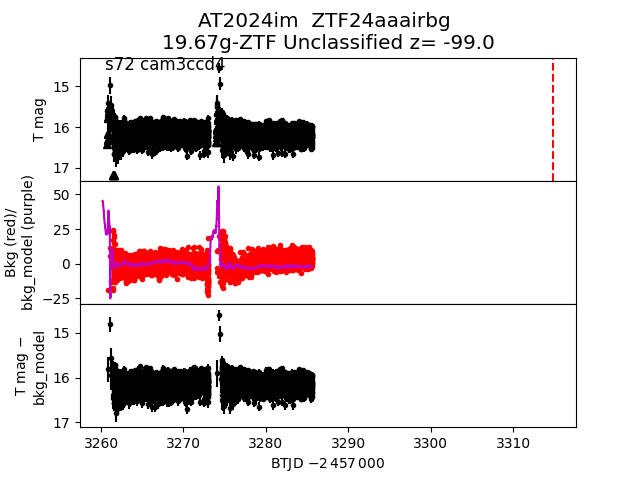 AT2024im  ZTF24aaairbg
19.67g-ZTF Unclassified z= -99.0
s72 cam3ccd4
15
16
17
T mag
50
25
0
−25
Bkg (red)/
bkg_model (purple)
15
16
17
T mag −
bkg_model
3260
3270
3280
3290
3300
3310
BTJD −2 457 000